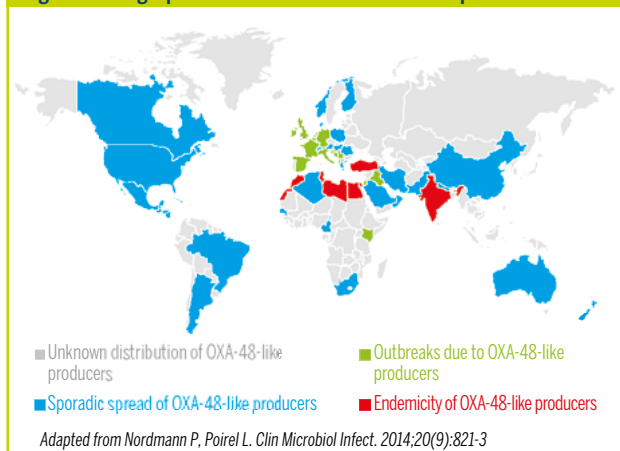 Unknown distribution of OXA-48-like
producers
Outbreaks due to OXA-48-like
producers
Sporadic spread of OXA-48-like producers
Endemicity of OXA-48-like producers
Adapted from Nordmann P, Poirel L. Clin Microbiol Infect. 2014;20(9):821-3